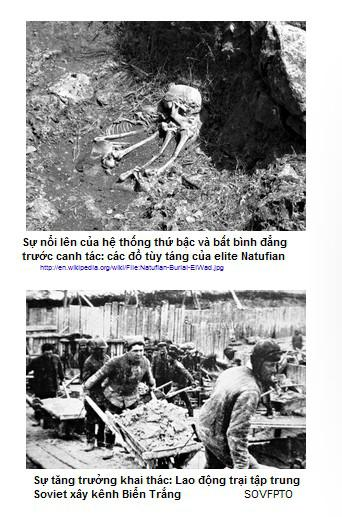 Sự nổi lên của hệ thống thứ bậc và bất bình đẳng
trước canh tác: các đồ tùy táng của elite Natufian
http://en.wikipedia.org/wiki/File:Natufian-Burial-ElWad.jpg
Sự tăng trưởng khai thác: Lao động trại tập trung
Soviet xây kênh Biển Trắng SOVFPTO